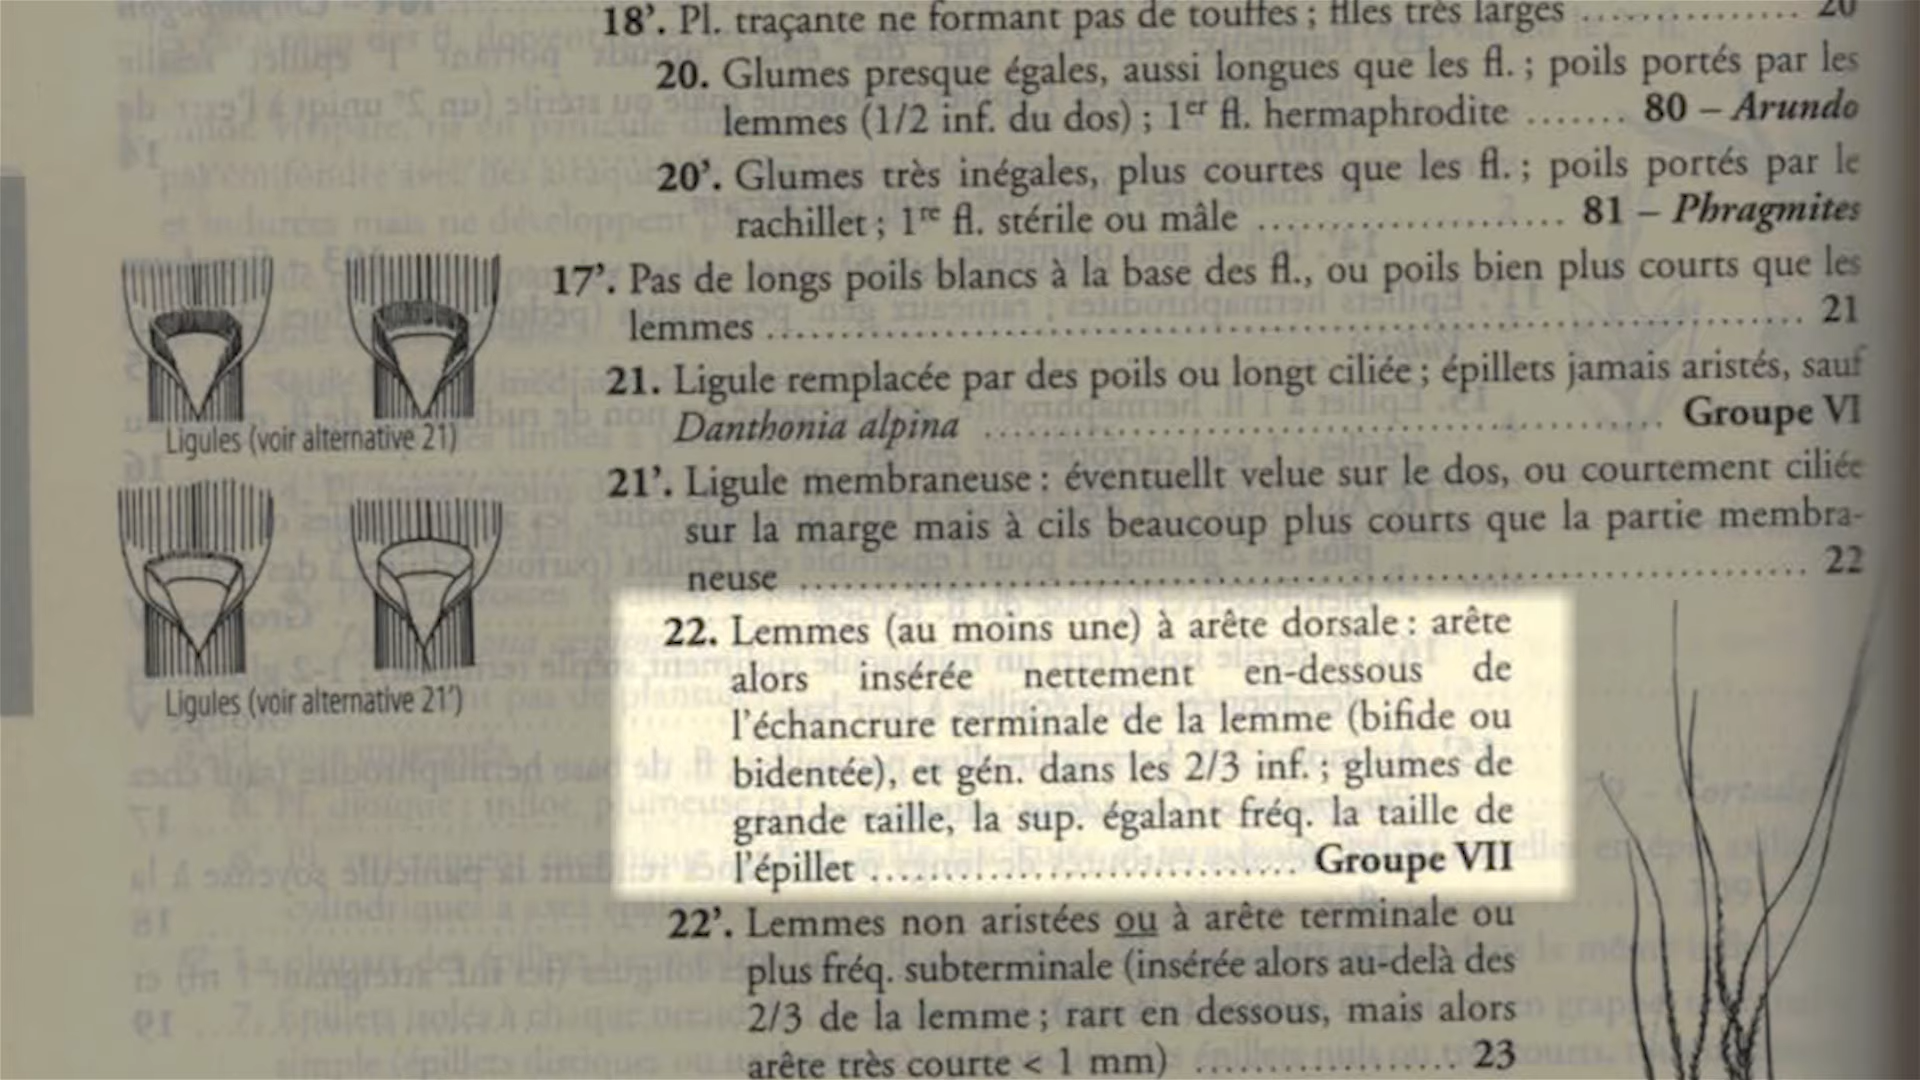 18’. Pl. traçante ne formant pas de touffes ; flles très larges .............. 20
20. Glumes presque égales, aussi longues que les fl. ; poils portés par les
lemmes (1/2 inf. du dos) ; 1er fl. hermaphrodite ....... 80 – Arundo
20’. Glumes très inégales, plus courtes que les fl. ; poils portés par le
rachillet ; 1re fl. stérile ou mâle ...................... 81 – Phragmites
17’. Pas de longs poils blancs à la base des fl., ou poils bien plus courts que les
lemmes ........................................................................ 21
21. Ligule remplacée par des poils ou longt ciliée ; épillets jamais aristés, sauf
Danthonia alpina ................................................ Groupe VI
21’. Ligule membraneuse : éventuellt velue sur le dos, ou courtement ciliée
sur la marge mais à cils beaucoup plus courts que la partie membra-
neuse ........................................................................ 22
22. Lemmes (au moins une) à arête dorsale : arête
alors insérée nettement en-dessous de
l’échancrure terminale de la lemme (bifide ou
bidentée), et gén. dans les 2/3 inf. ; glumes de
grande taille, la sup. égalant fréq. la taille de
l’épillet .............................. Groupe VII
22’. Lemmes non aristées ou à arête terminale ou
plus fréq. subterminale (insérée alors au-delà des
2/3 de la lemme ; rart en dessous, mais alors
arête très courte < 1 mm) .................. 23
Ligules (voir alternative 21)
Ligules (voir alternative 21’)